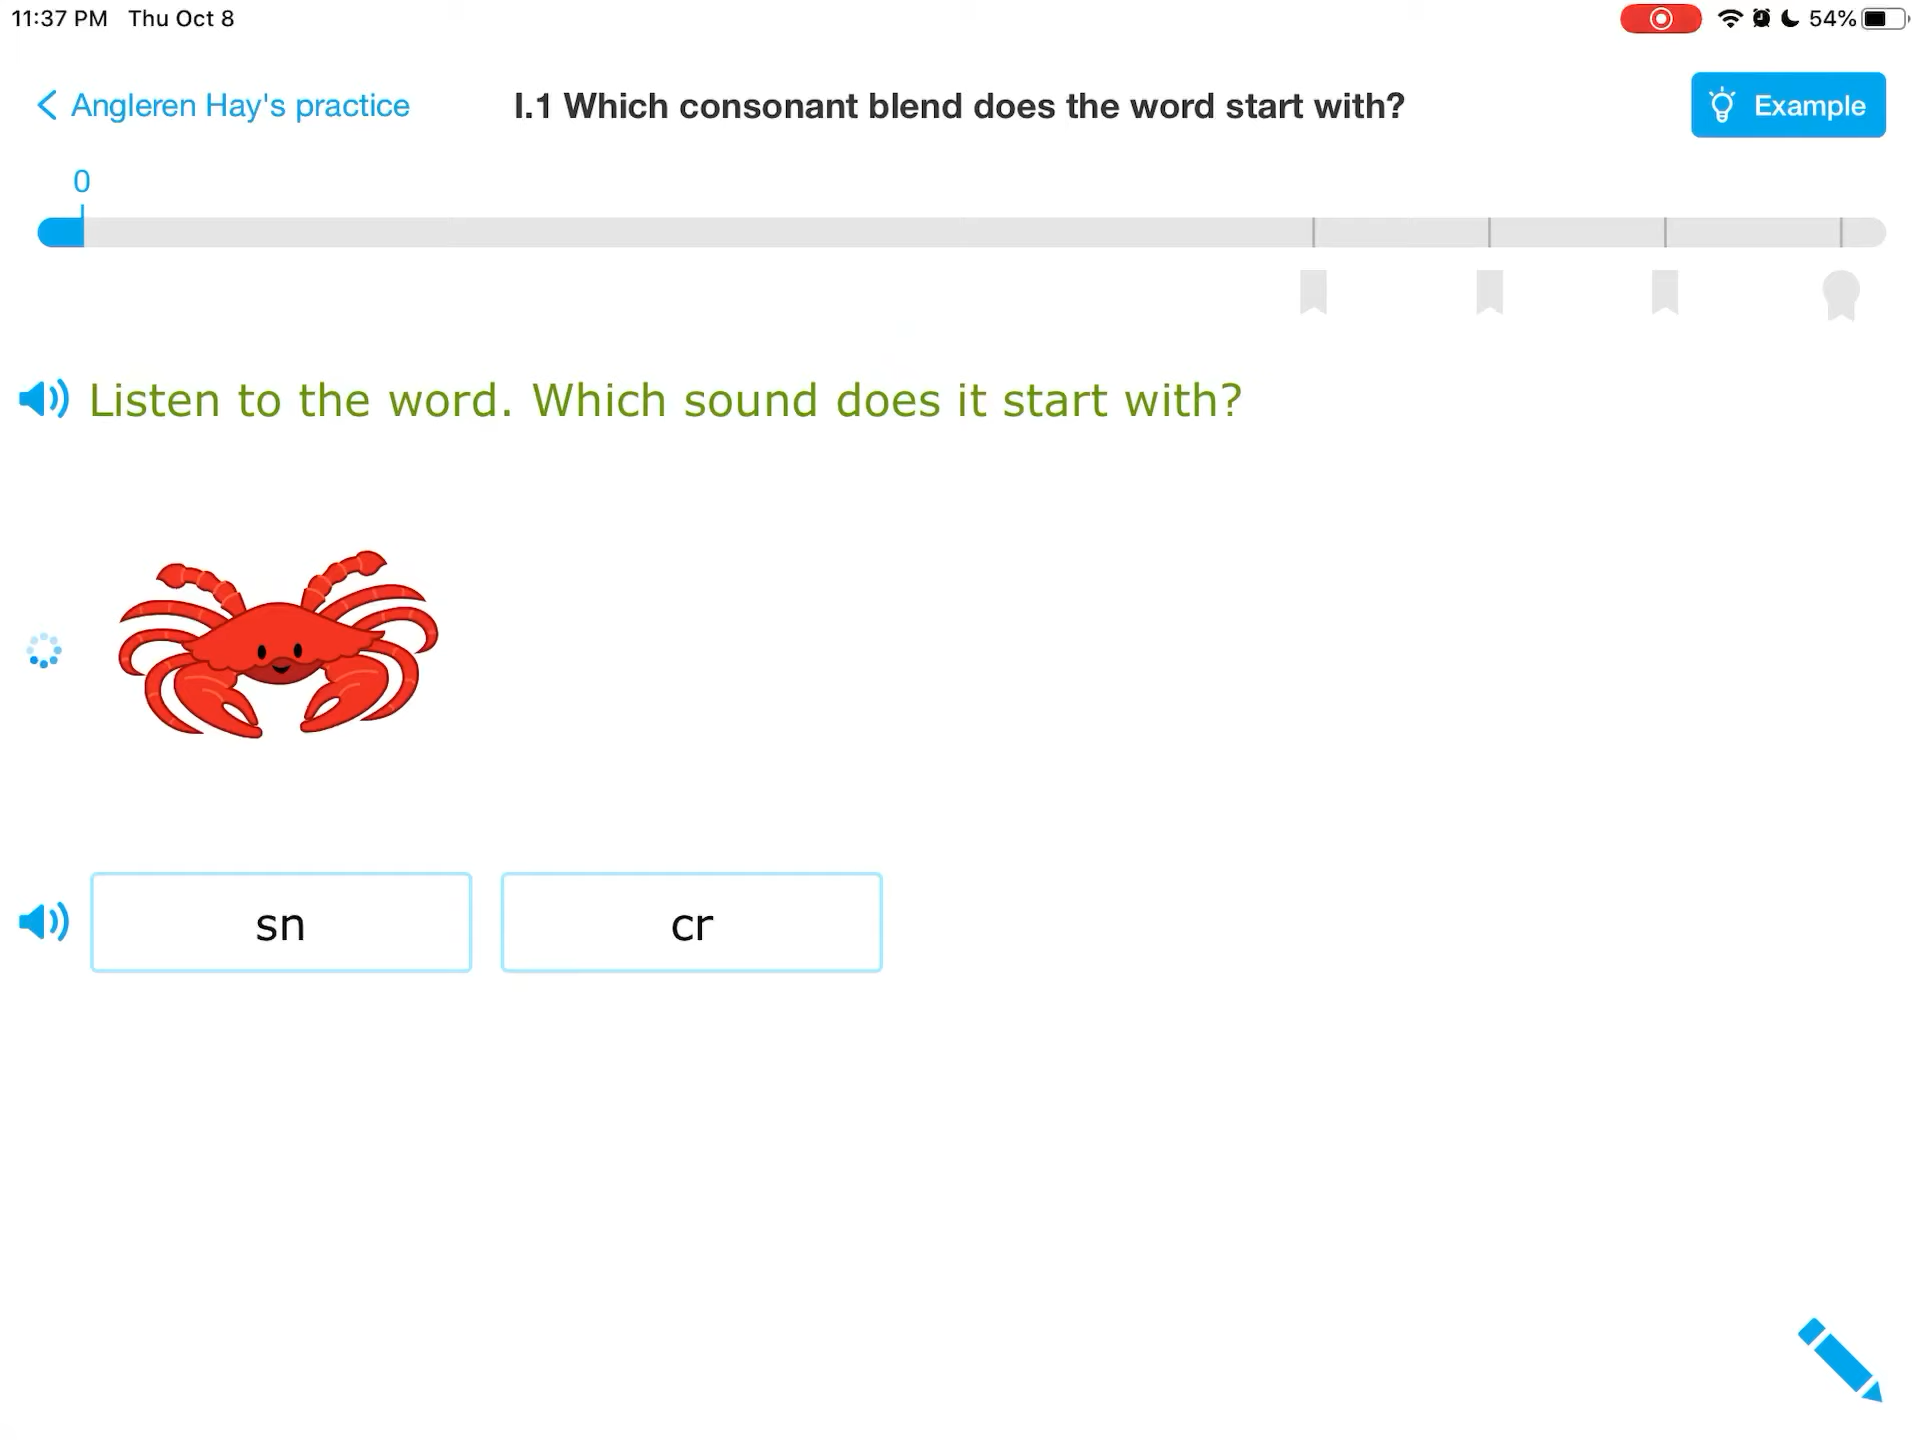 11:37 PM Thu Oct 8 54%
Angleren Hay's practice I.1 Which consonant blend does the word start with? Example
0
Listen to the word. Which sound does it start with?
sn cr